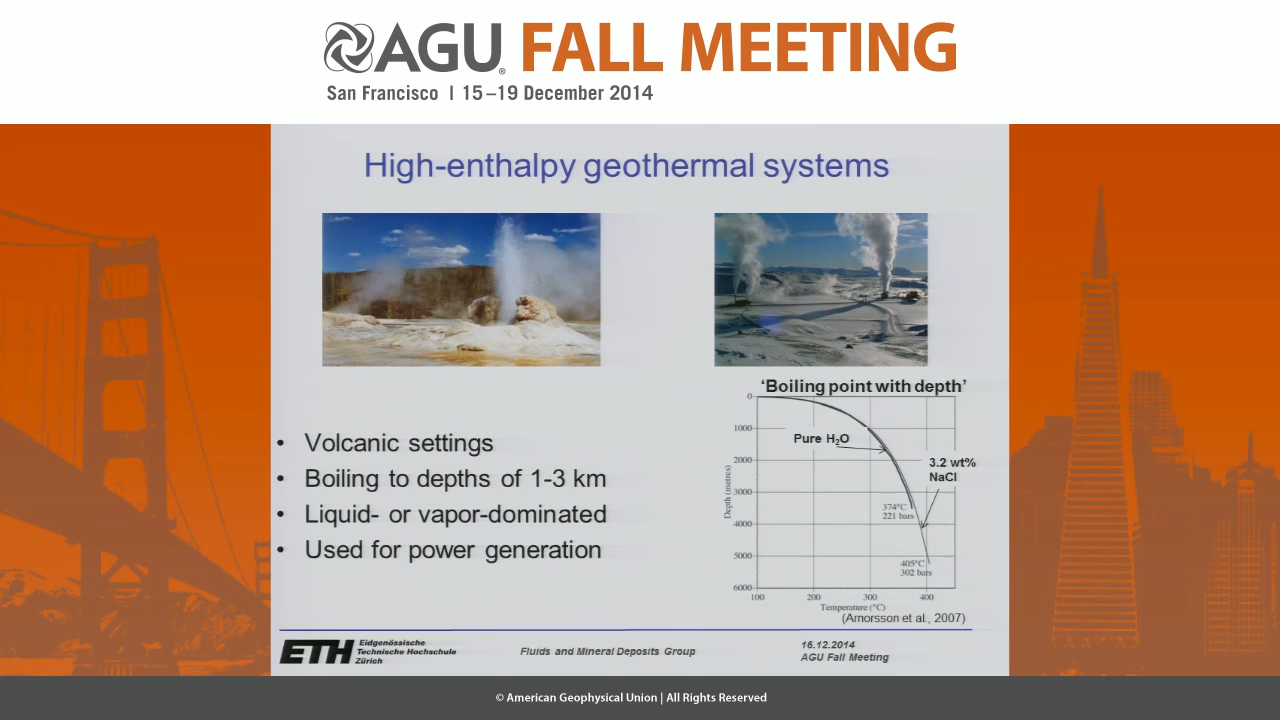 AGU® FALL MEETING
San Francisco | 15–19 December 2014
High-enthalpy geothermal systems
• Volcanic settings
• Boiling to depths of 1-3 km
• Liquid- or vapor-dominated
• Used for power generation
‘Boiling point with depth’
0
1000
2000
3000
4000
5000
6000
Depth (metres)
Pure H₂O
3.2 wt%
NaCl
374°C
221 bars
405°C
302 bars
100 200 300 400
Temperature (°C)
(Arnorsson et al., 2007)
ETH
Eidgenössische
Technische Hochschule
Zürich
Fluids and Mineral Deposits Group
16.12.2014
AGU Fall Meeting
© American Geophysical Union | All Rights Reserved